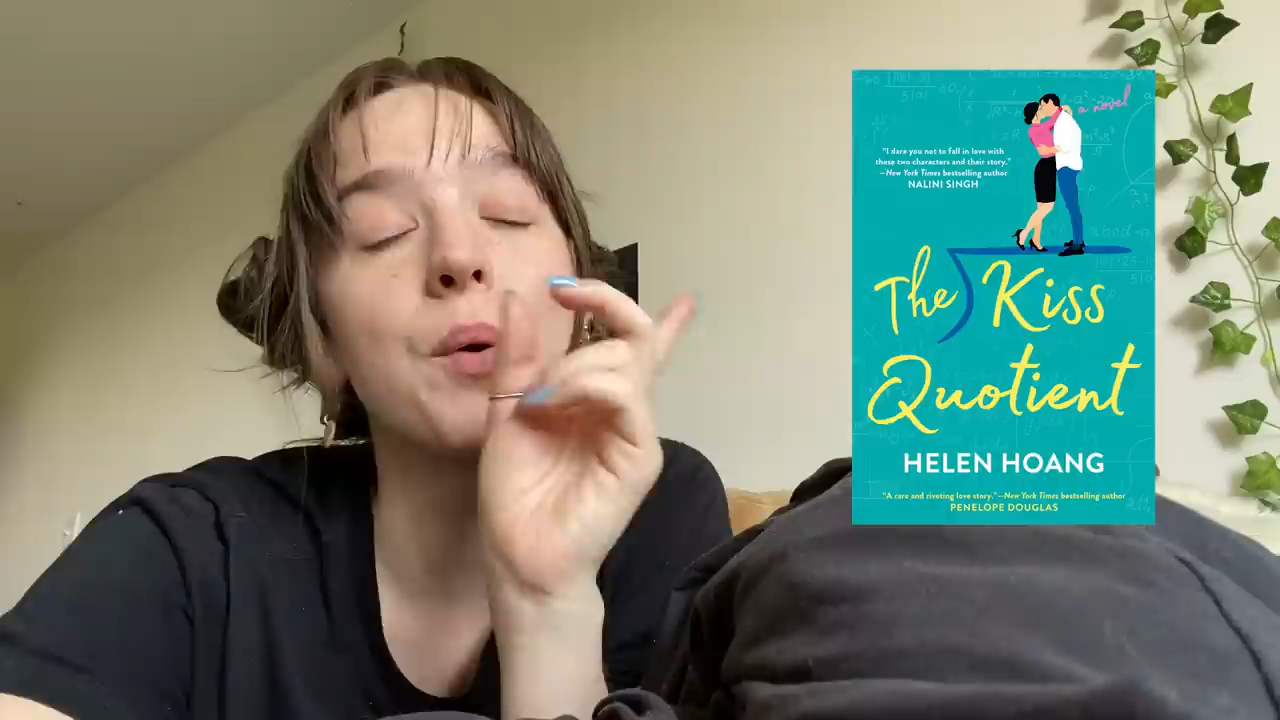 a novel
"I dare you not to fall in love with
these two characters and their story."
—New York Times bestselling author
NALINI SINGH
The Kiss
Quotient
HELEN HOANG
"A rare and riveting love story."—New York Times bestselling author
PENELOPE DOUGLAS